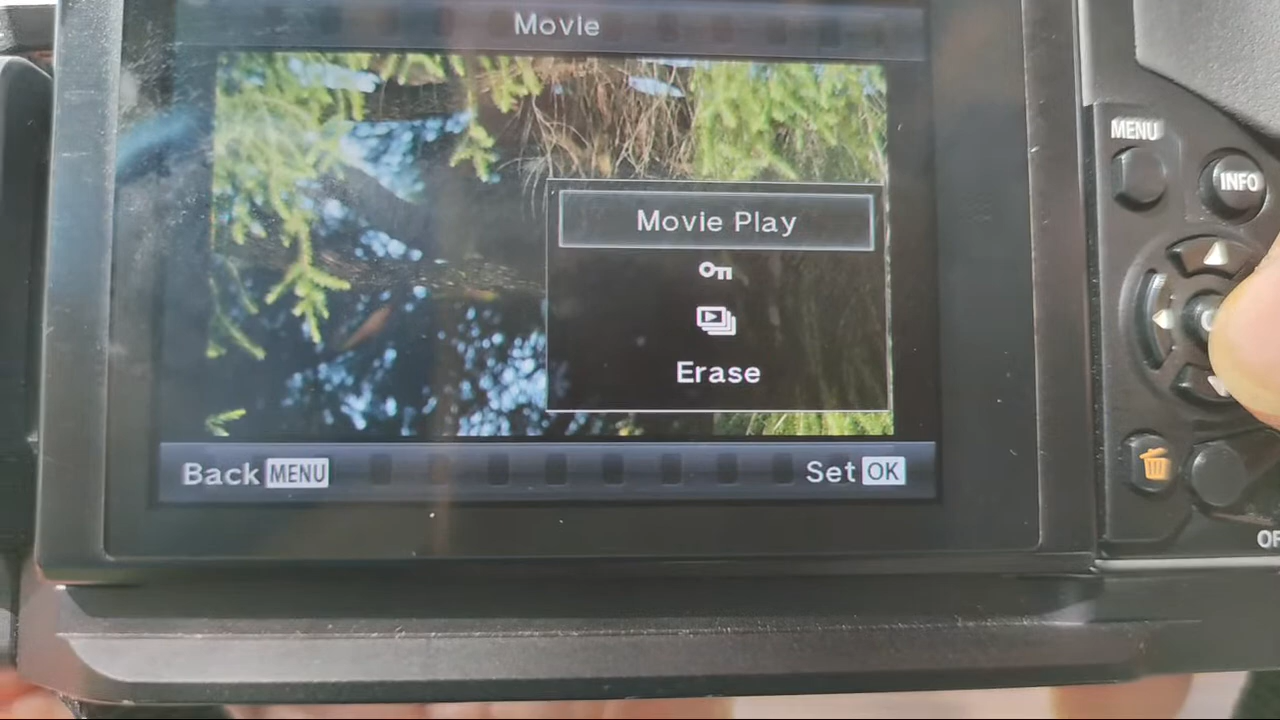 Movie
MENU
INFO
Movie Play
Erase
Back MENU
Set OK